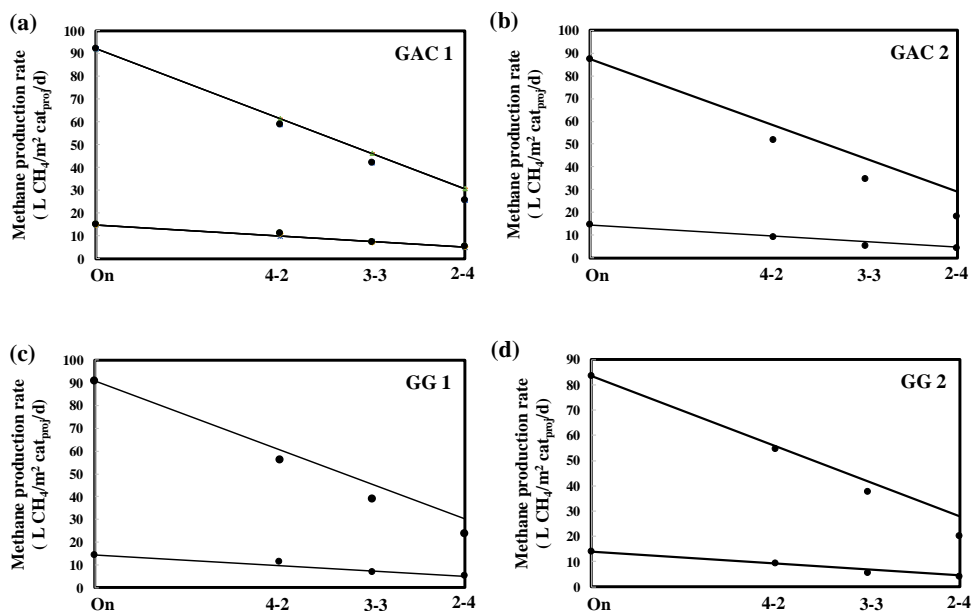 (a)
GAC 1
Methane production rate
( L CH₄/m² cat_proj/d)
100
90
80
70
60
50
40
30
20
10
0
On
4-2
3-3
2-4
(b)
GAC 2
Methane production rate
( L CH₄/m² cat_proj/d)
100
90
80
70
60
50
40
30
20
10
0
On
4-2
3-3
2-4
(c)
GG 1
Methane production rate
( L CH₄/m² cat_proj/d)
100
90
80
70
60
50
40
30
20
10
0
On
4-2
3-3
2-4
(d)
GG 2
Methane production rate
( L CH₄/m² cat_proj/d)
90
80
70
60
50
40
30
20
10
0
On
4-2
3-3
2-4